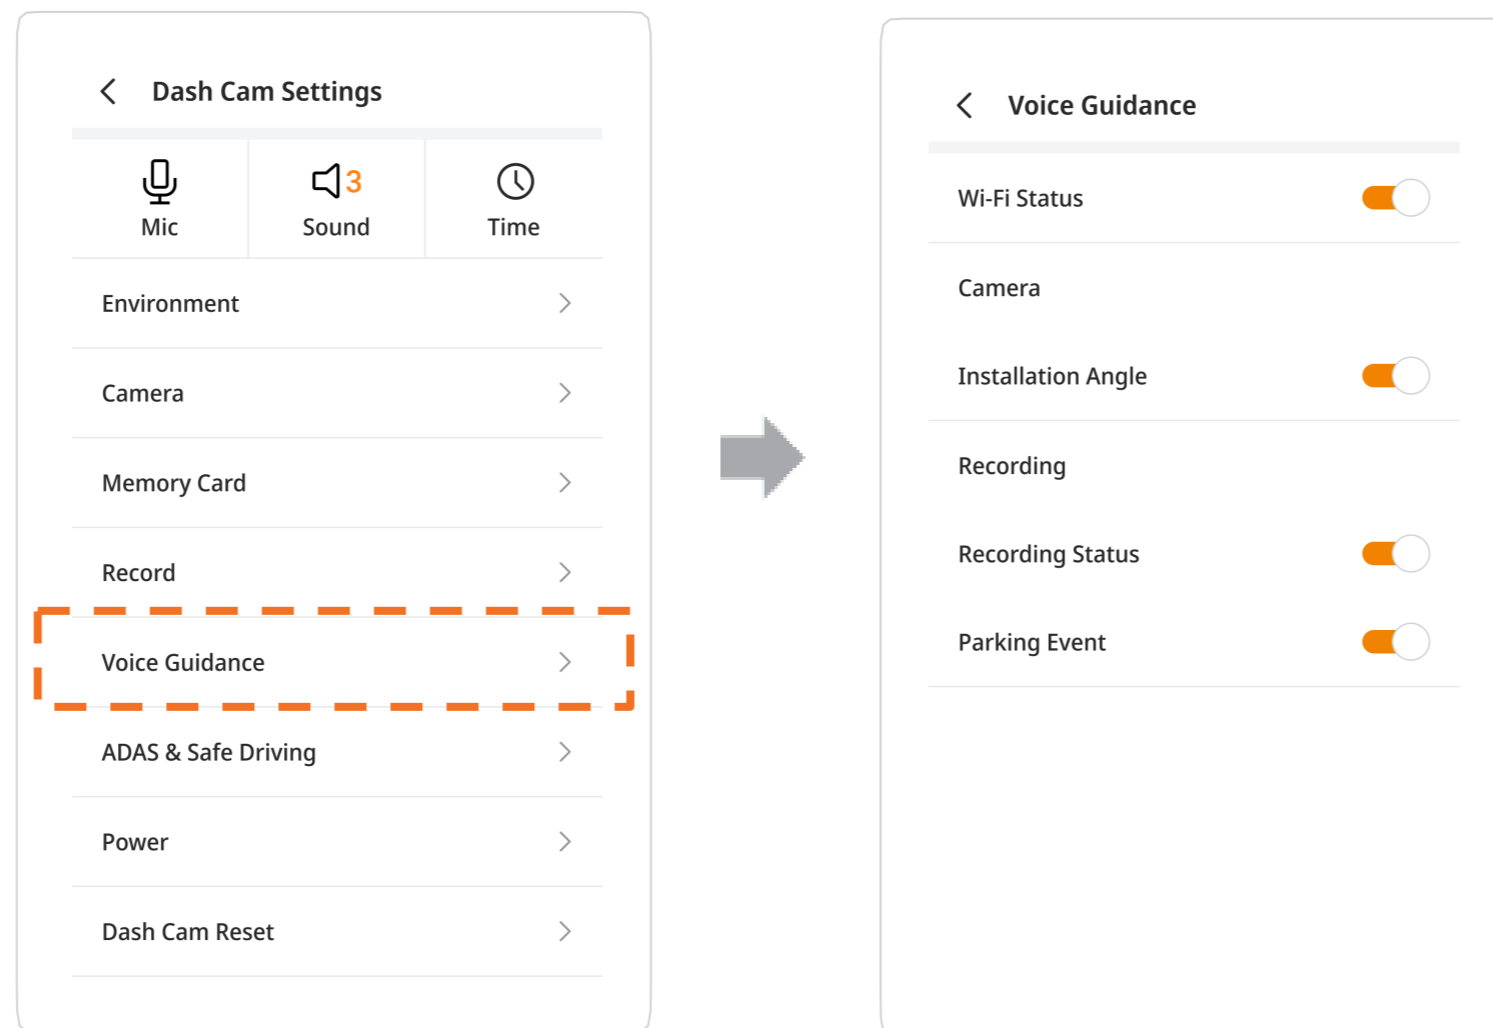 Dash Cam Settings
3
Mic
Sound
Time
Environment
Camera
Memory Card
Record
Voice Guidance
ADAS & Safe Driving
Power
Dash Cam Reset
Voice Guidance
Wi-Fi Status
Camera
Installation Angle
Recording
Recording Status
Parking Event